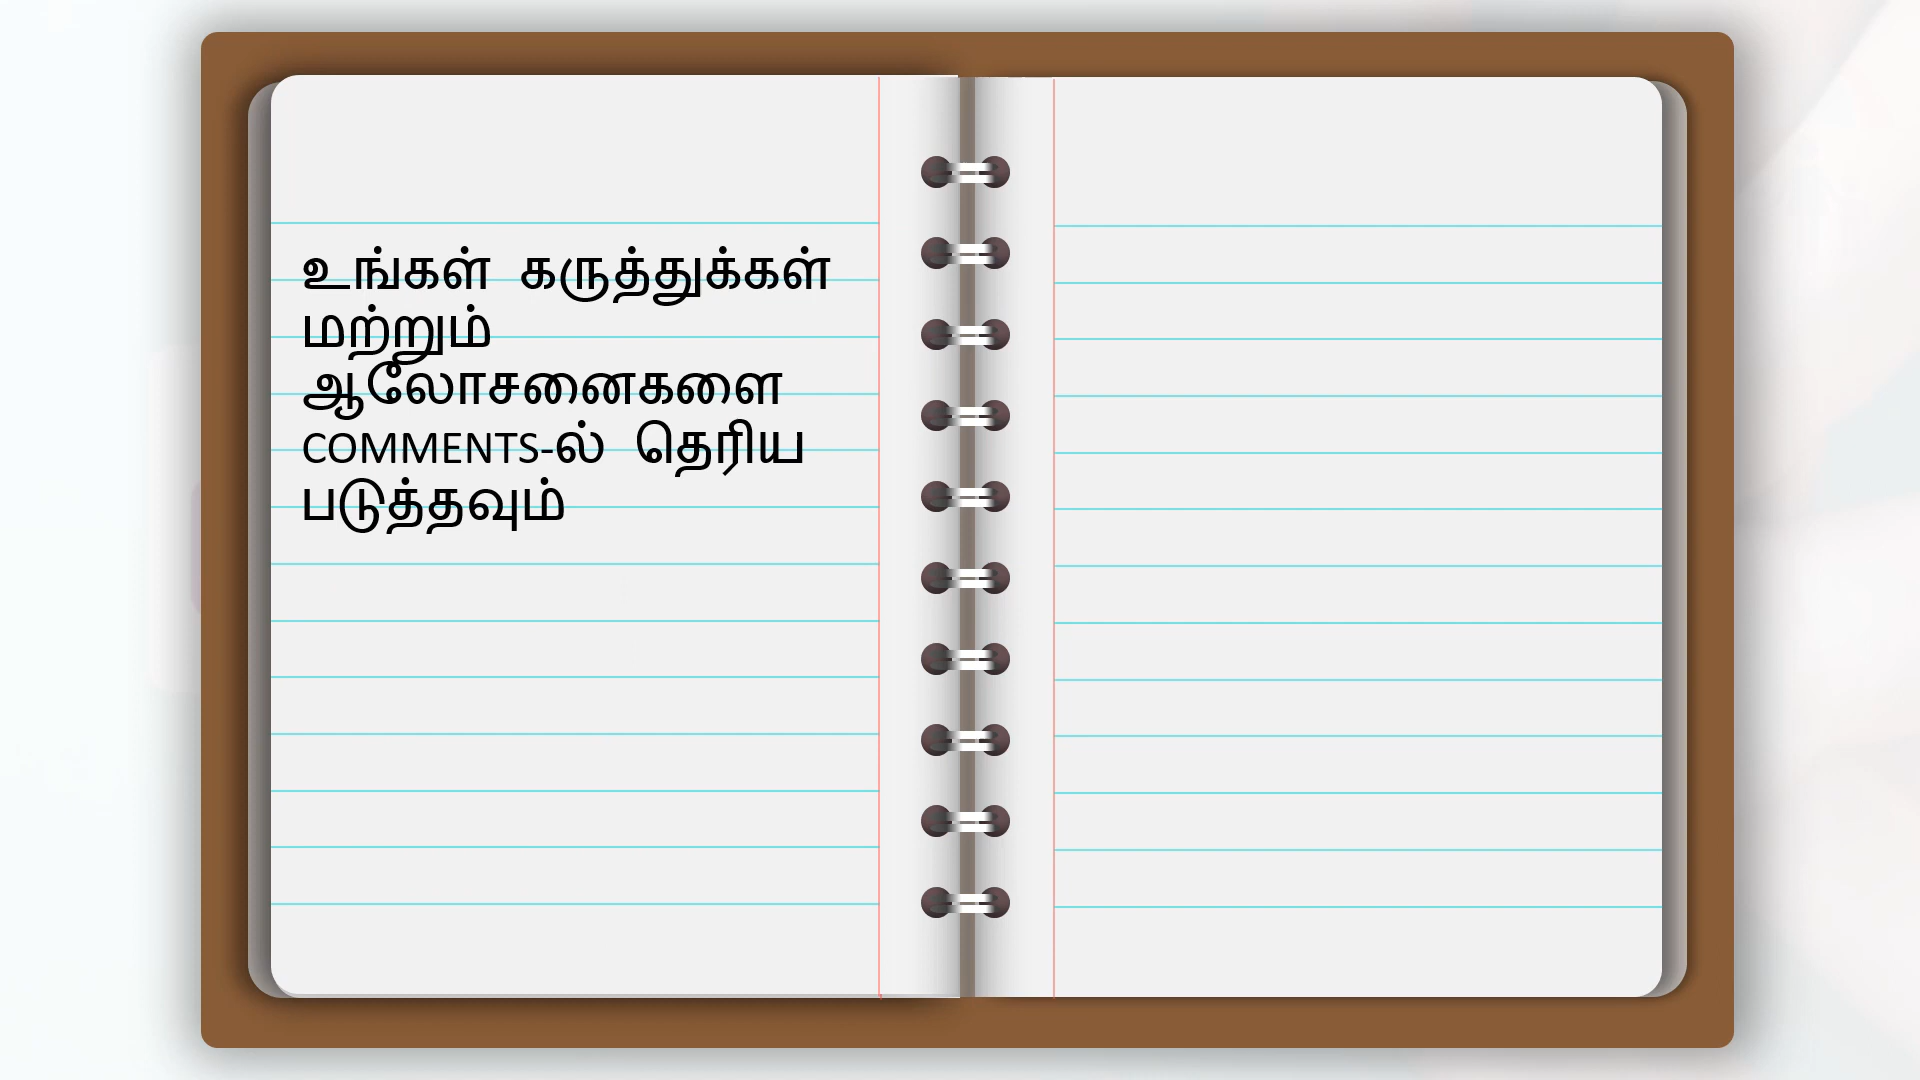 உங்கள் கருத்துக்கள்
மற்றும்
ஆலோசனைகளை
COMMENTS-ல் தெரிய
படுத்தவும்